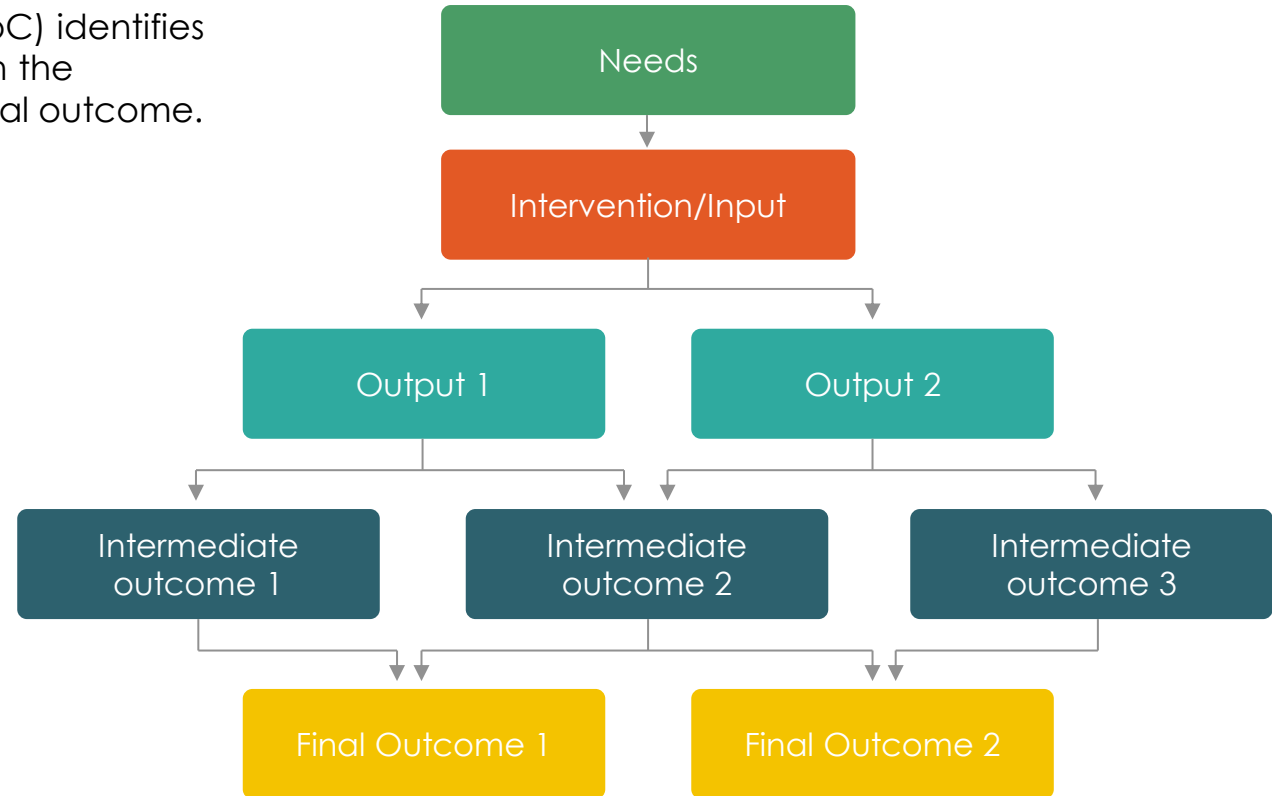 oC) identifies
n the
al outcome.
Needs
Intervention/Input
Output 1
Output 2
Intermediate
outcome 1
Intermediate
outcome 2
Intermediate
outcome 3
Final Outcome 1
Final Outcome 2